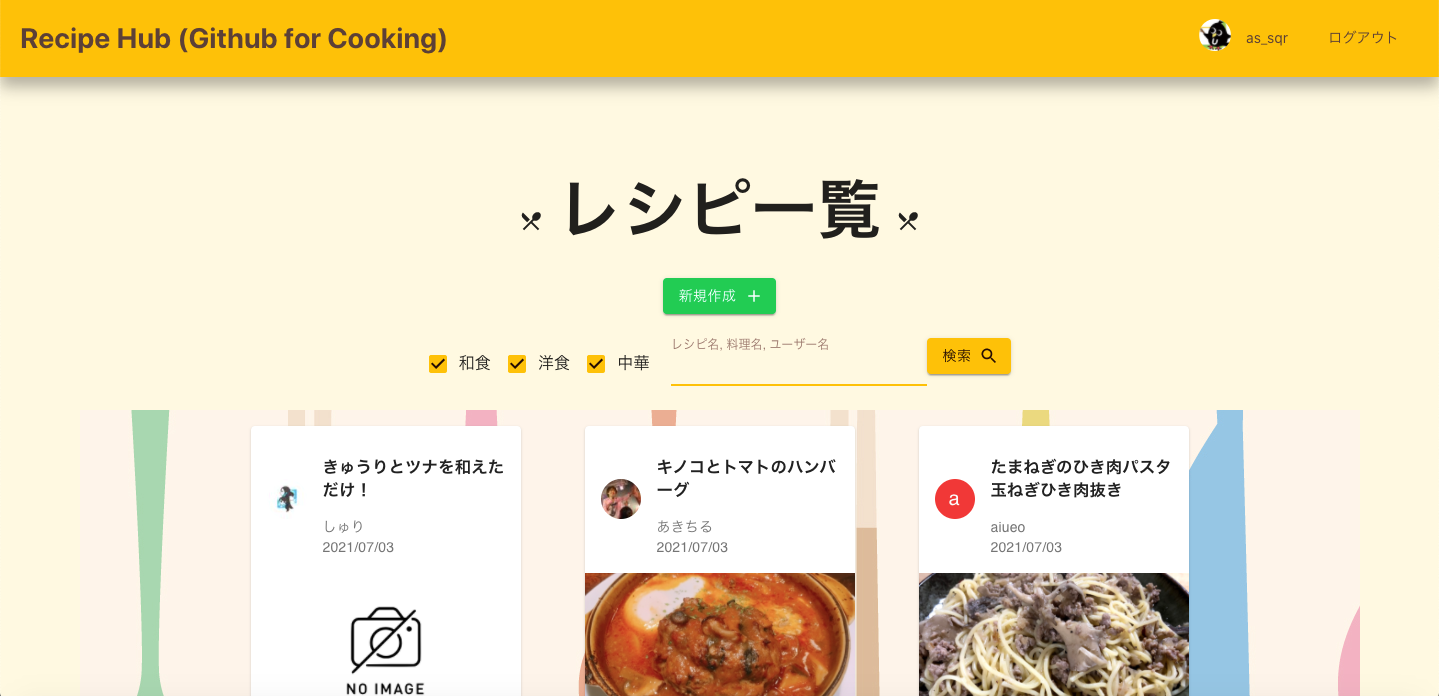 Recipe Hub (Github for Cooking)
as_sqr
ログアウト
レシピ一覧
新規作成
和食
洋食
中華
レシピ名, 料理名, ユーザー名
検索
きゅうりとツナを和えた
だけ！
しゅり
2021/07/03
NO IMAGE
キノコとトマトのハンバ
ーグ
あきちる
2021/07/03
a
たまねぎのひき肉パスタ
玉ねぎひき肉抜き
aiueo
2021/07/03